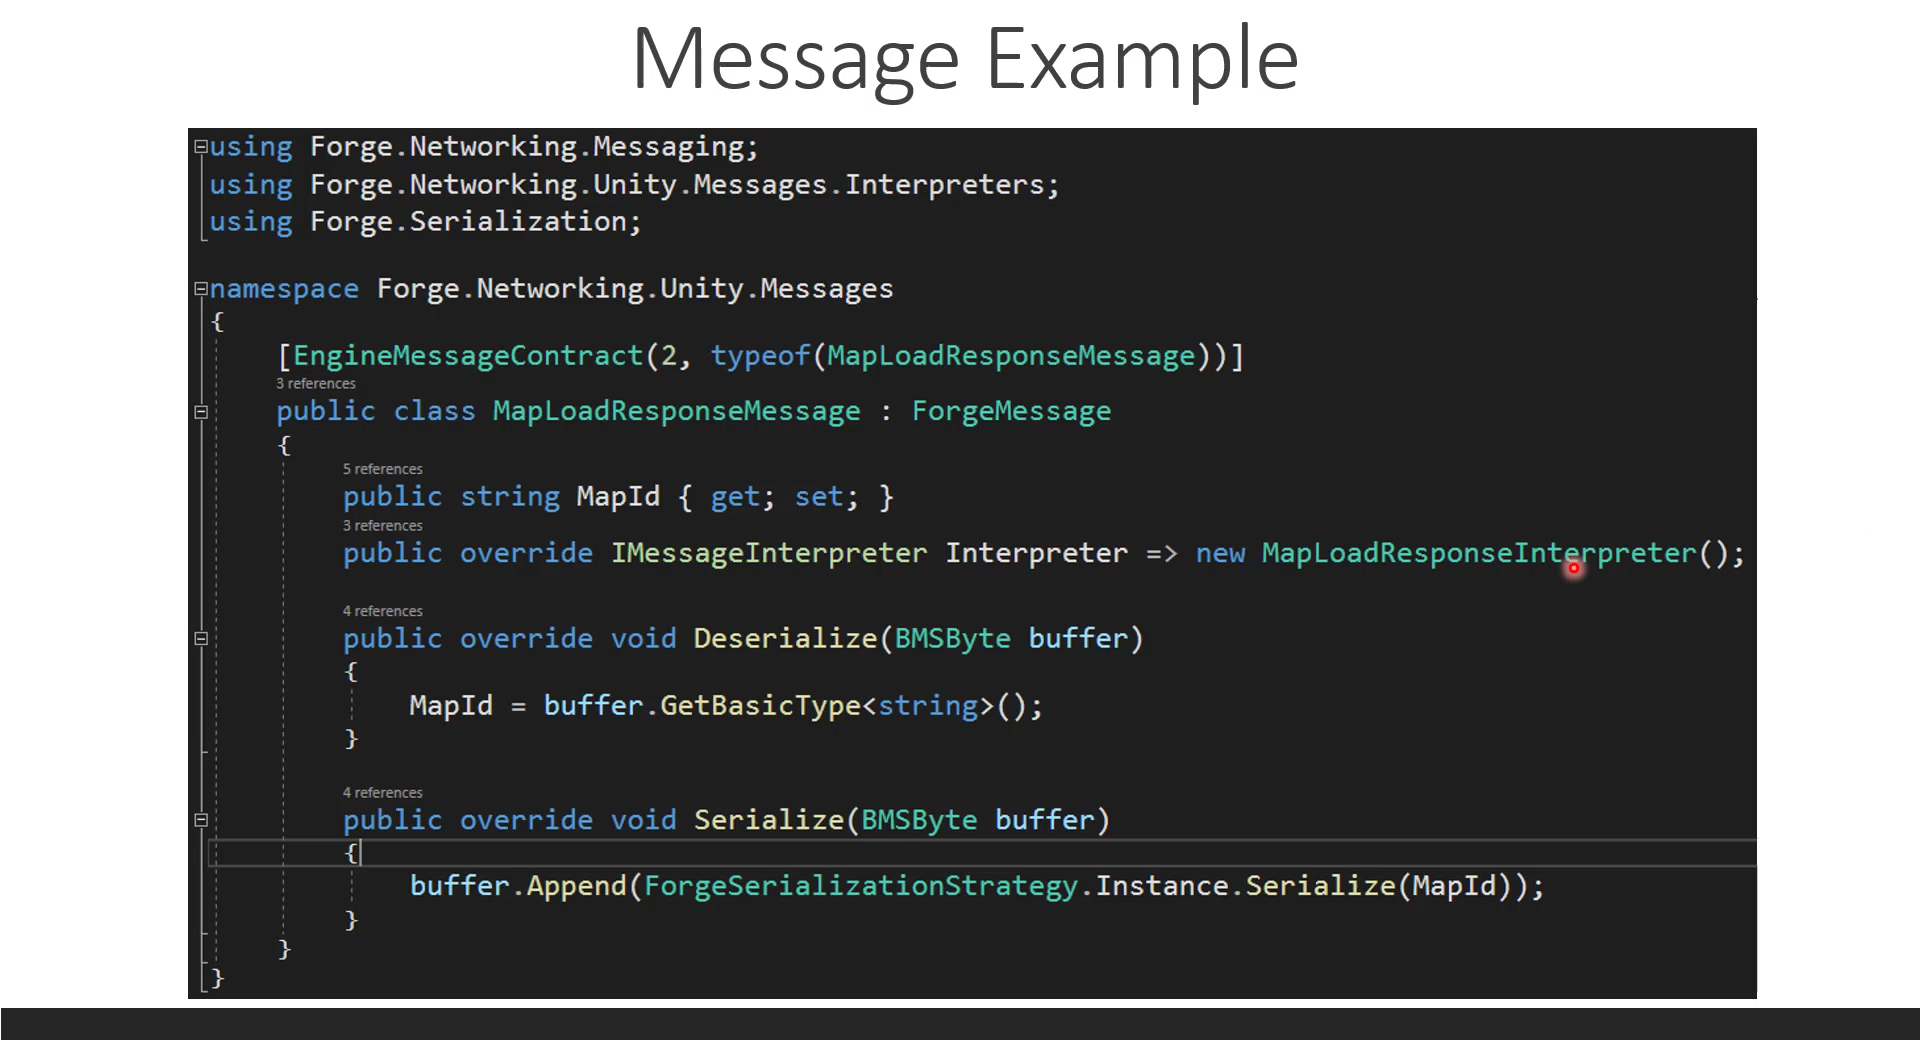 Message Example
using Forge.Networking.Messaging;
using Forge.Networking.Unity.Messages.Interpreters;
using Forge.Serialization;
namespace Forge.Networking.Unity.Messages
{
[EngineMessageContract(2, typeof(MapLoadResponseMessage))]
3 references
public class MapLoadResponseMessage : ForgeMessage
{
5 references
public string MapId { get; set; }
3 references
public override IMessageInterpreter Interpreter => new MapLoadResponseInterpreter();
4 references
public override void Deserialize(BMSByte buffer)
{
MapId = buffer.GetBasicType<string>();
}
4 references
public override void Serialize(BMSByte buffer)
{
buffer.Append(ForgeSerializationStrategy.Instance.Serialize(MapId));
}
}
}